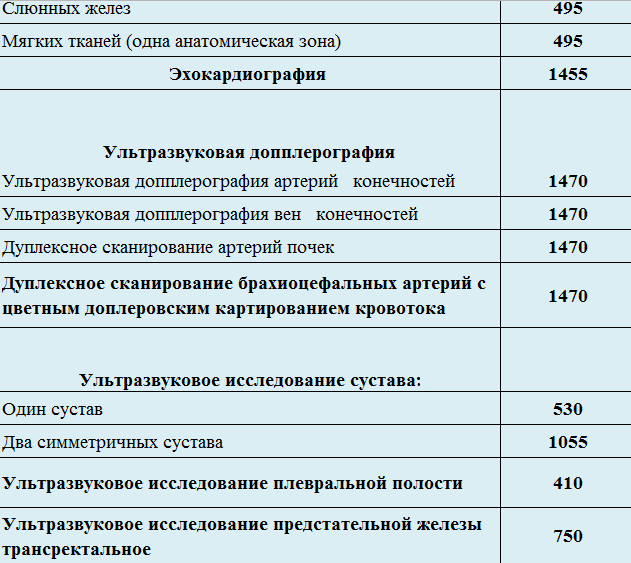 Слюнных желез 495
Мягких тканей (одна анатомическая зона) 495
Эхокардиография 1455
Ультразвуковая допплерография
Ультразвуковая допплерография артерий конечностей 1470
Ультразвуковая допплерография вен конечностей 1470
Дуплексное сканирование артерий почек 1470
Дуплексное сканирование брахиоцефальных артерий с
цветным доплеровским картированием кровотока 1470
Ультразвуковое исследование сустава:
Один сустав 530
Два симметричных сустава 1055
Ультразвуковое исследование плевральной полости 410
Ультразвуковое исследование предстательной железы
трансректальное 750